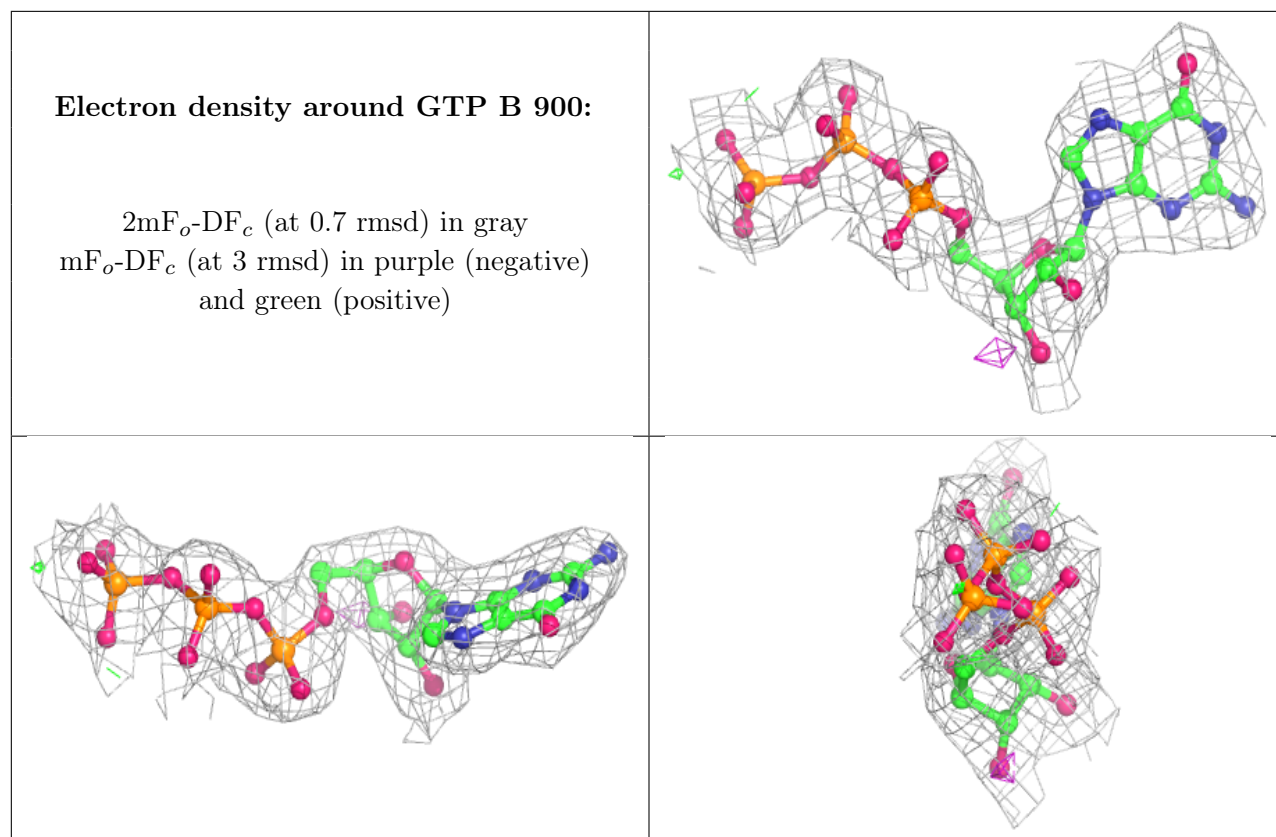 Electron density around GTP B 900:
2mFo-DFc (at 0.7 rmsd) in gray
mFo-DFc (at 3 rmsd) in purple (negative)
and green (positive)